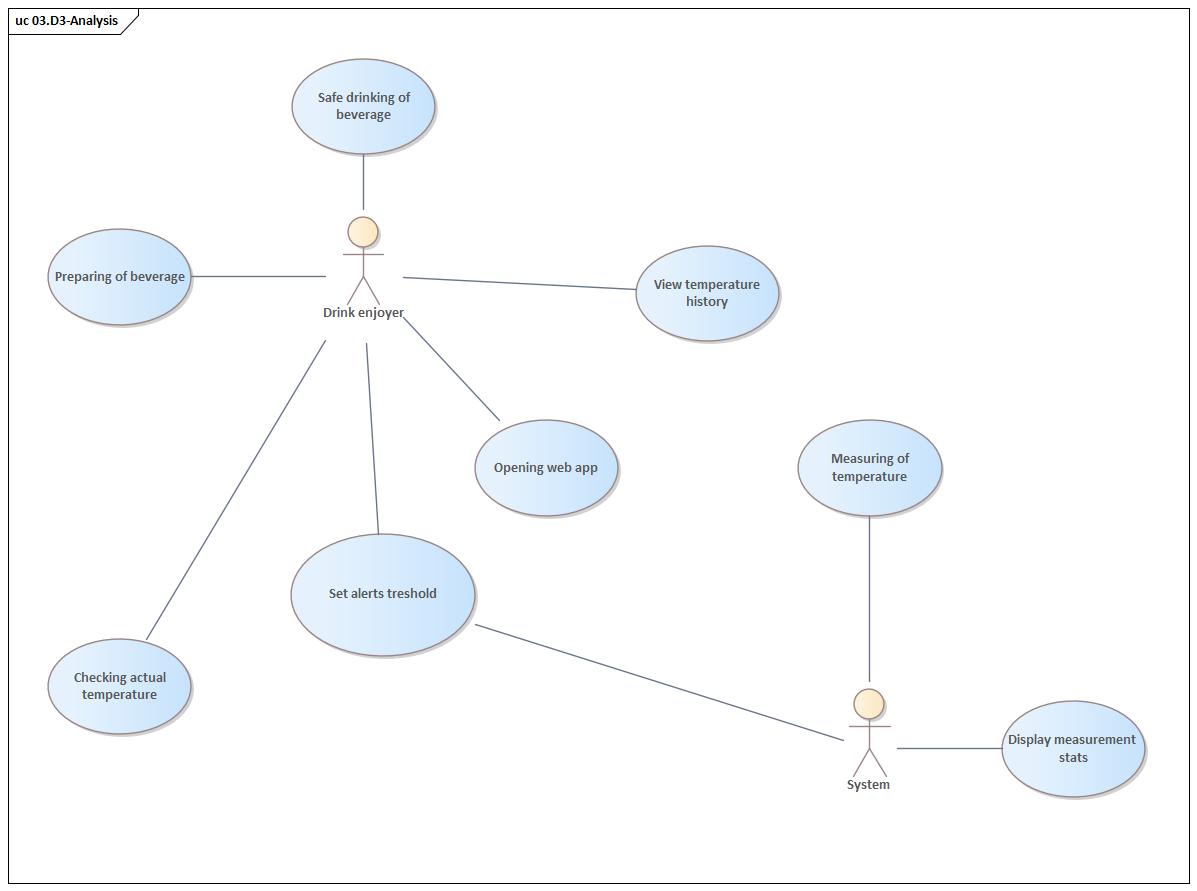 uc 03.D3-Analysis
Safe drinking of
beverage
Preparing of beverage
View temperature
history
Drink enjoyer
Opening web app
Measuring of
temperature
Set alerts treshold
Checking actual
temperature
Display measurement
stats
System